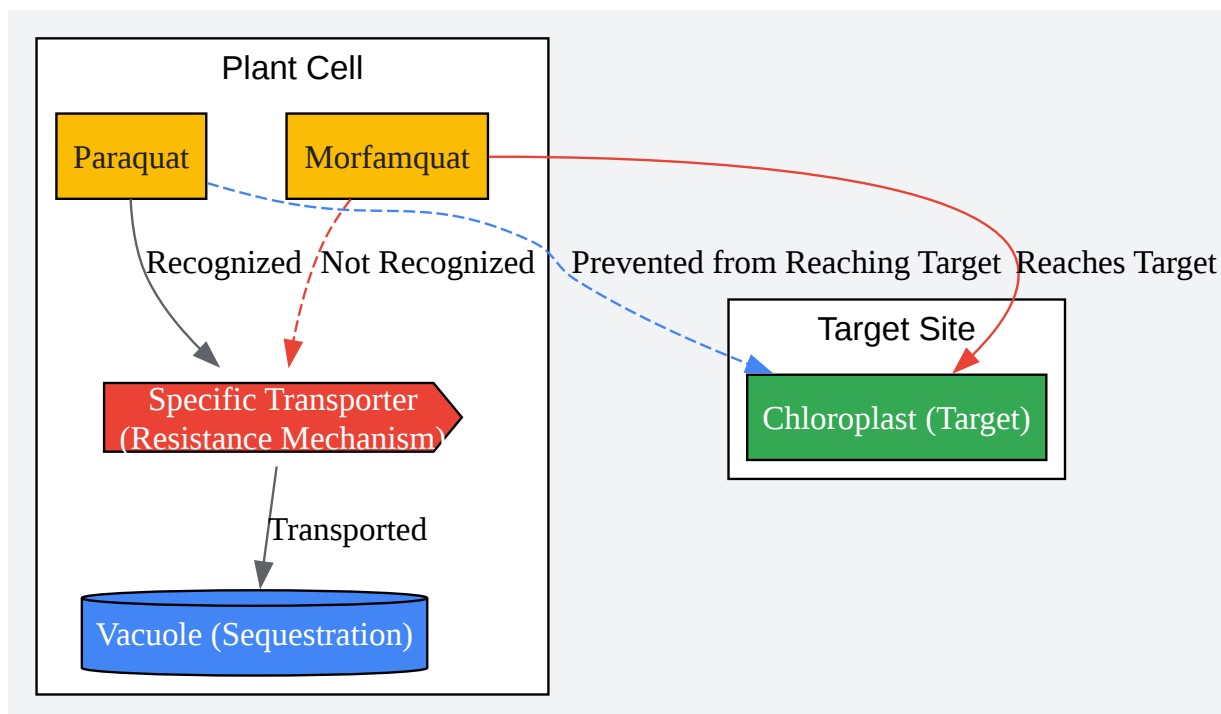 Plant Cell
Paraquat
Morfamquat
Recognized
Not Recognized
Prevented from Reaching Target
Reaches Target
Target Site
Specific Transporter
(Resistance Mechanism)
Chloroplast (Target)
Transported
Vacuole (Sequestration)